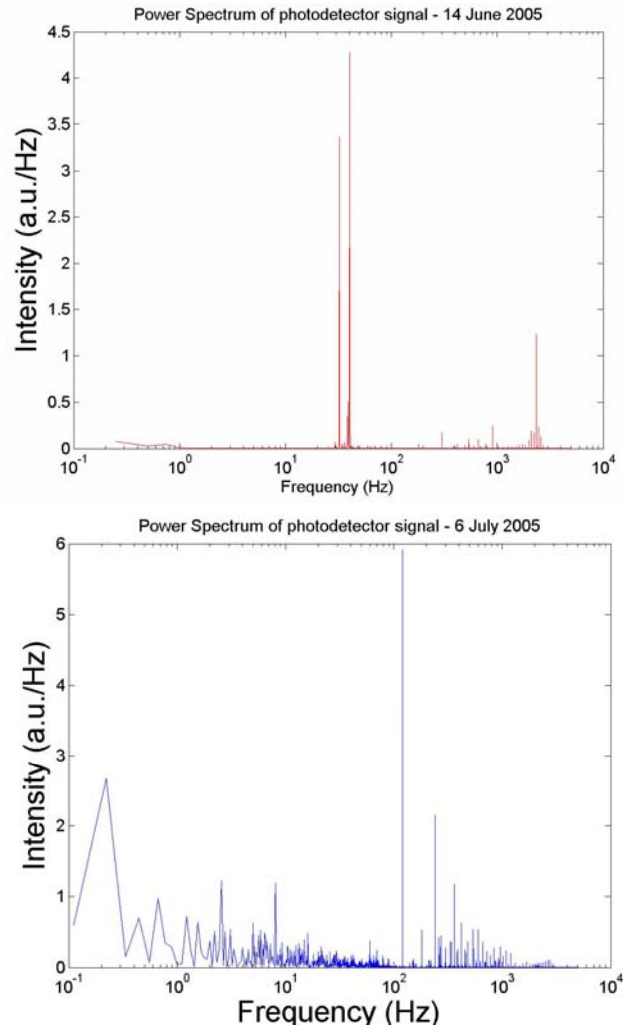 Power Spectrum of photodetector signal - 14 June 2005
4.5
4
3.5
3
2.5
2
1.5
1
0.5
0
Intensity (a.u./Hz)
10^-1 10^0 10^1 10^2 10^3 10^4
Frequency (Hz)
Power Spectrum of photodetector signal - 6 July 2005
6
5
4
3
2
1
0
Intensity (a.u./Hz)
10^-1 10^0 10^1 10^2 10^3 10^4
Frequency (Hz)